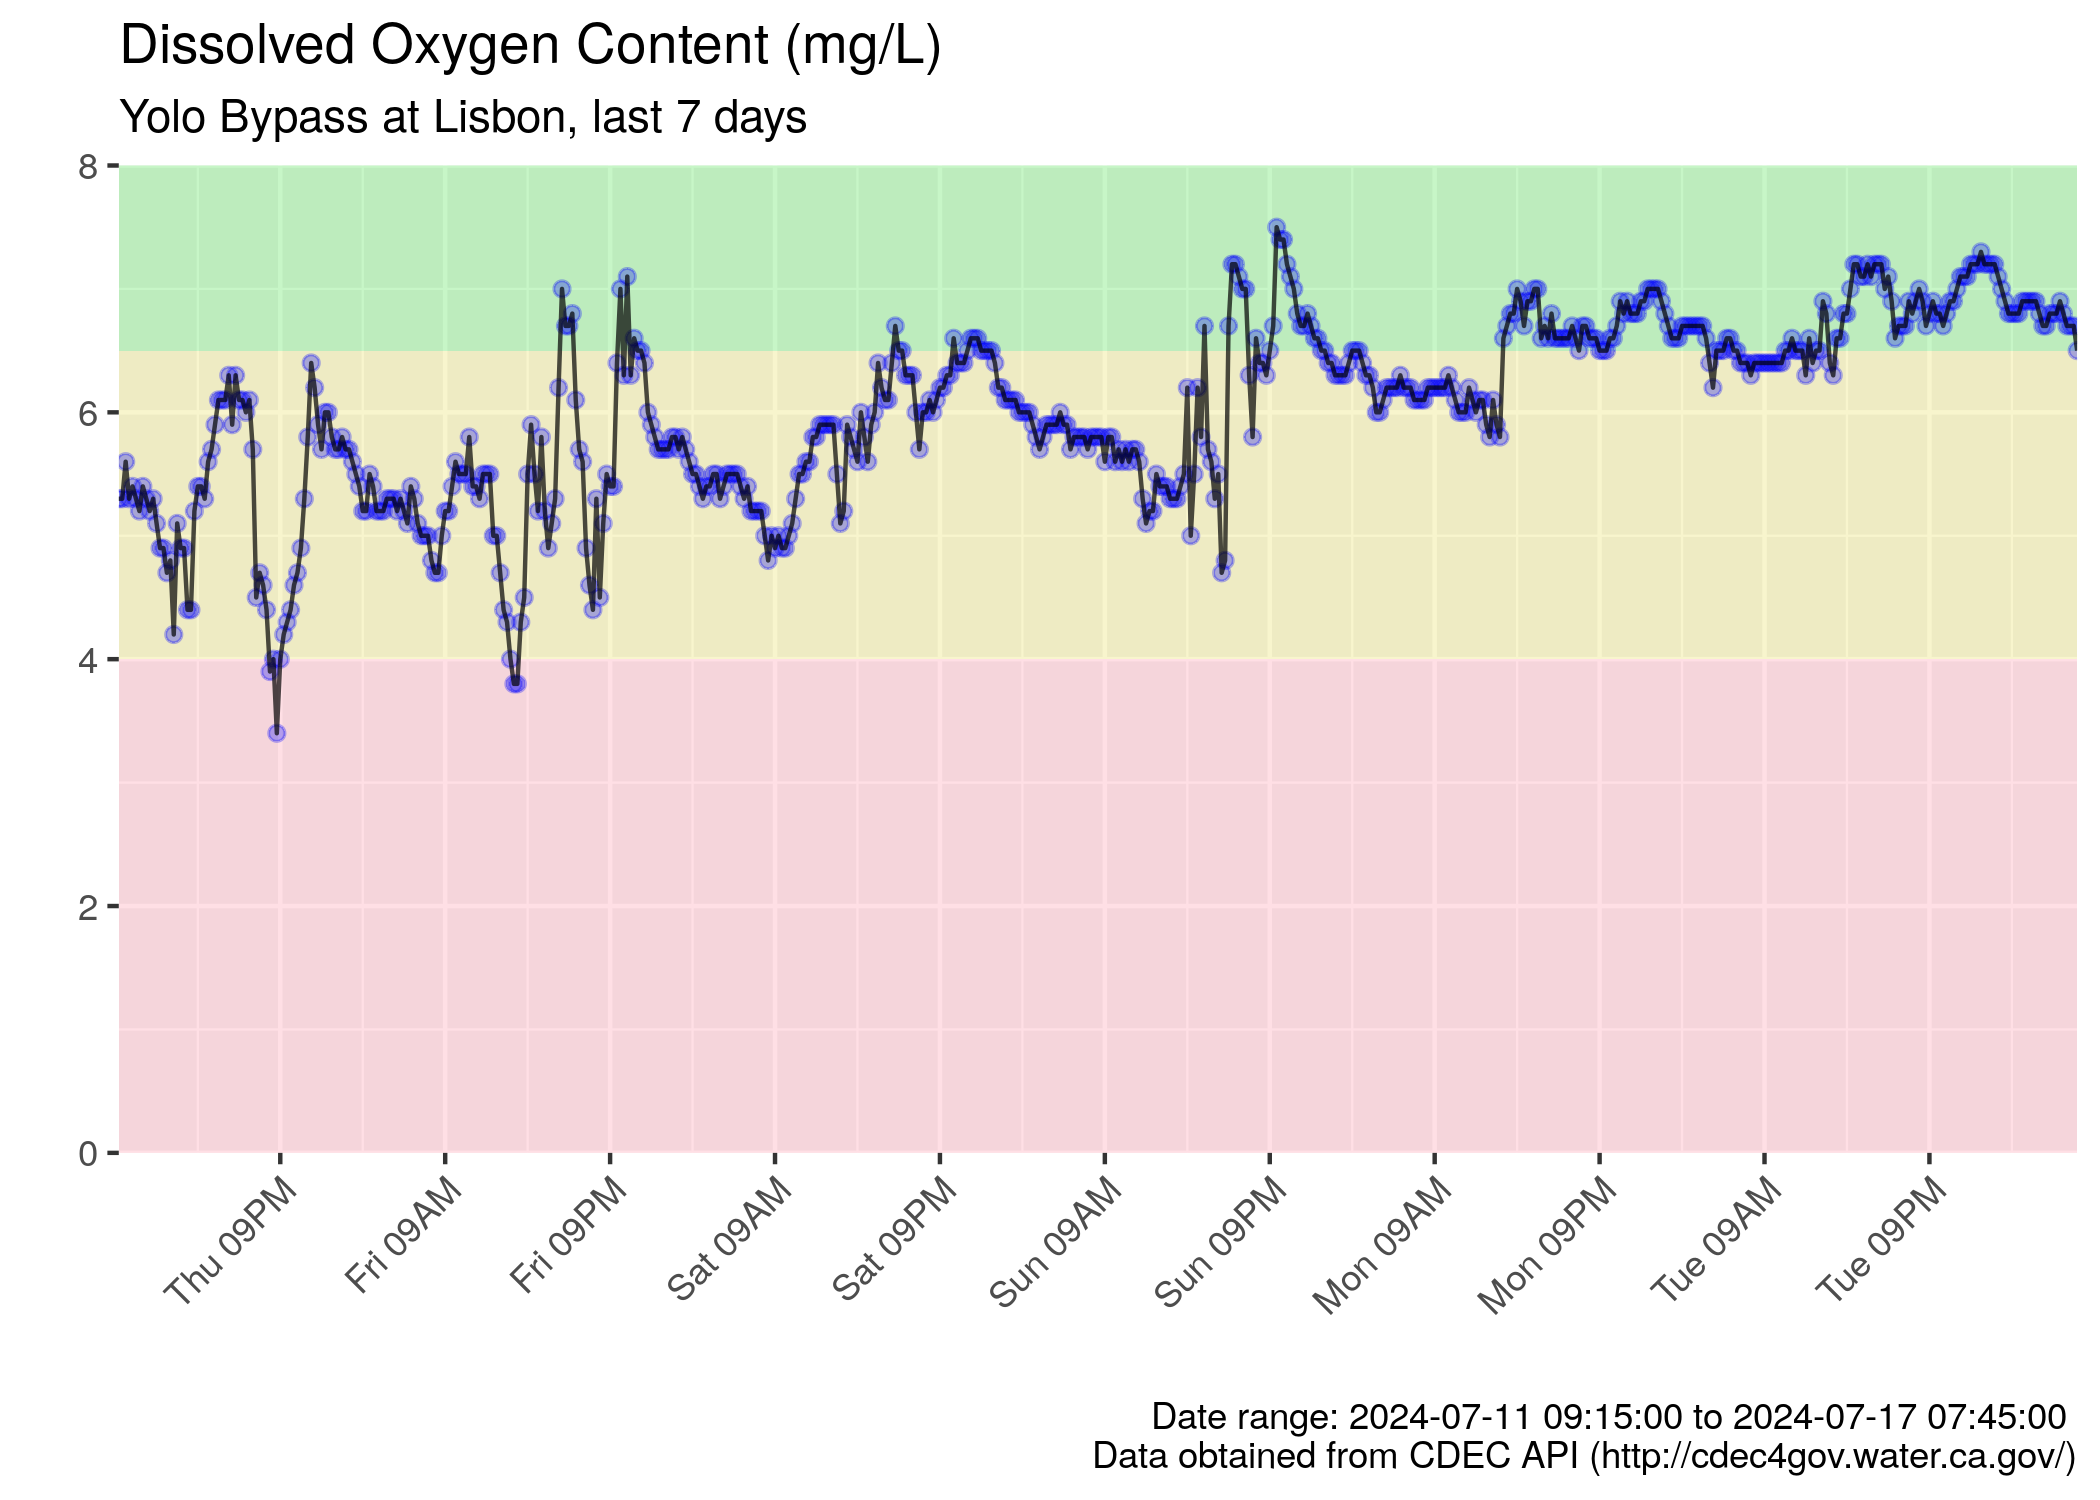 Dissolved Oxygen Content (mg/L)
Yolo Bypass at Lisbon, last 7 days
8
6
4
2
0
Thu 09PM
Fri 09AM
Fri 09PM
Sat 09AM
Sat 09PM
Sun 09AM
Sun 09PM
Mon 09AM
Mon 09PM
Tue 09AM
Tue 09PM
Date range: 2024-07-11 09:15:00 to 2024-07-17 07:45:00
Data obtained from CDEC API (http://cdec4gov.water.ca.gov/)